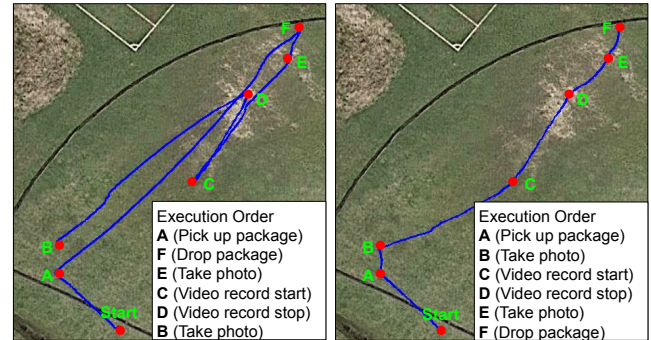 F
E
D
C
B
A
Start
Execution Order
A (Pick up package)
F (Drop package)
E (Take photo)
C (Video record start)
D (Video record stop)
B (Take photo)
F
E
D
C
B
A
Start
Execution Order
A (Pick up package)
B (Take photo)
C (Video record start)
D (Video record stop)
E (Take photo)
F (Drop package)